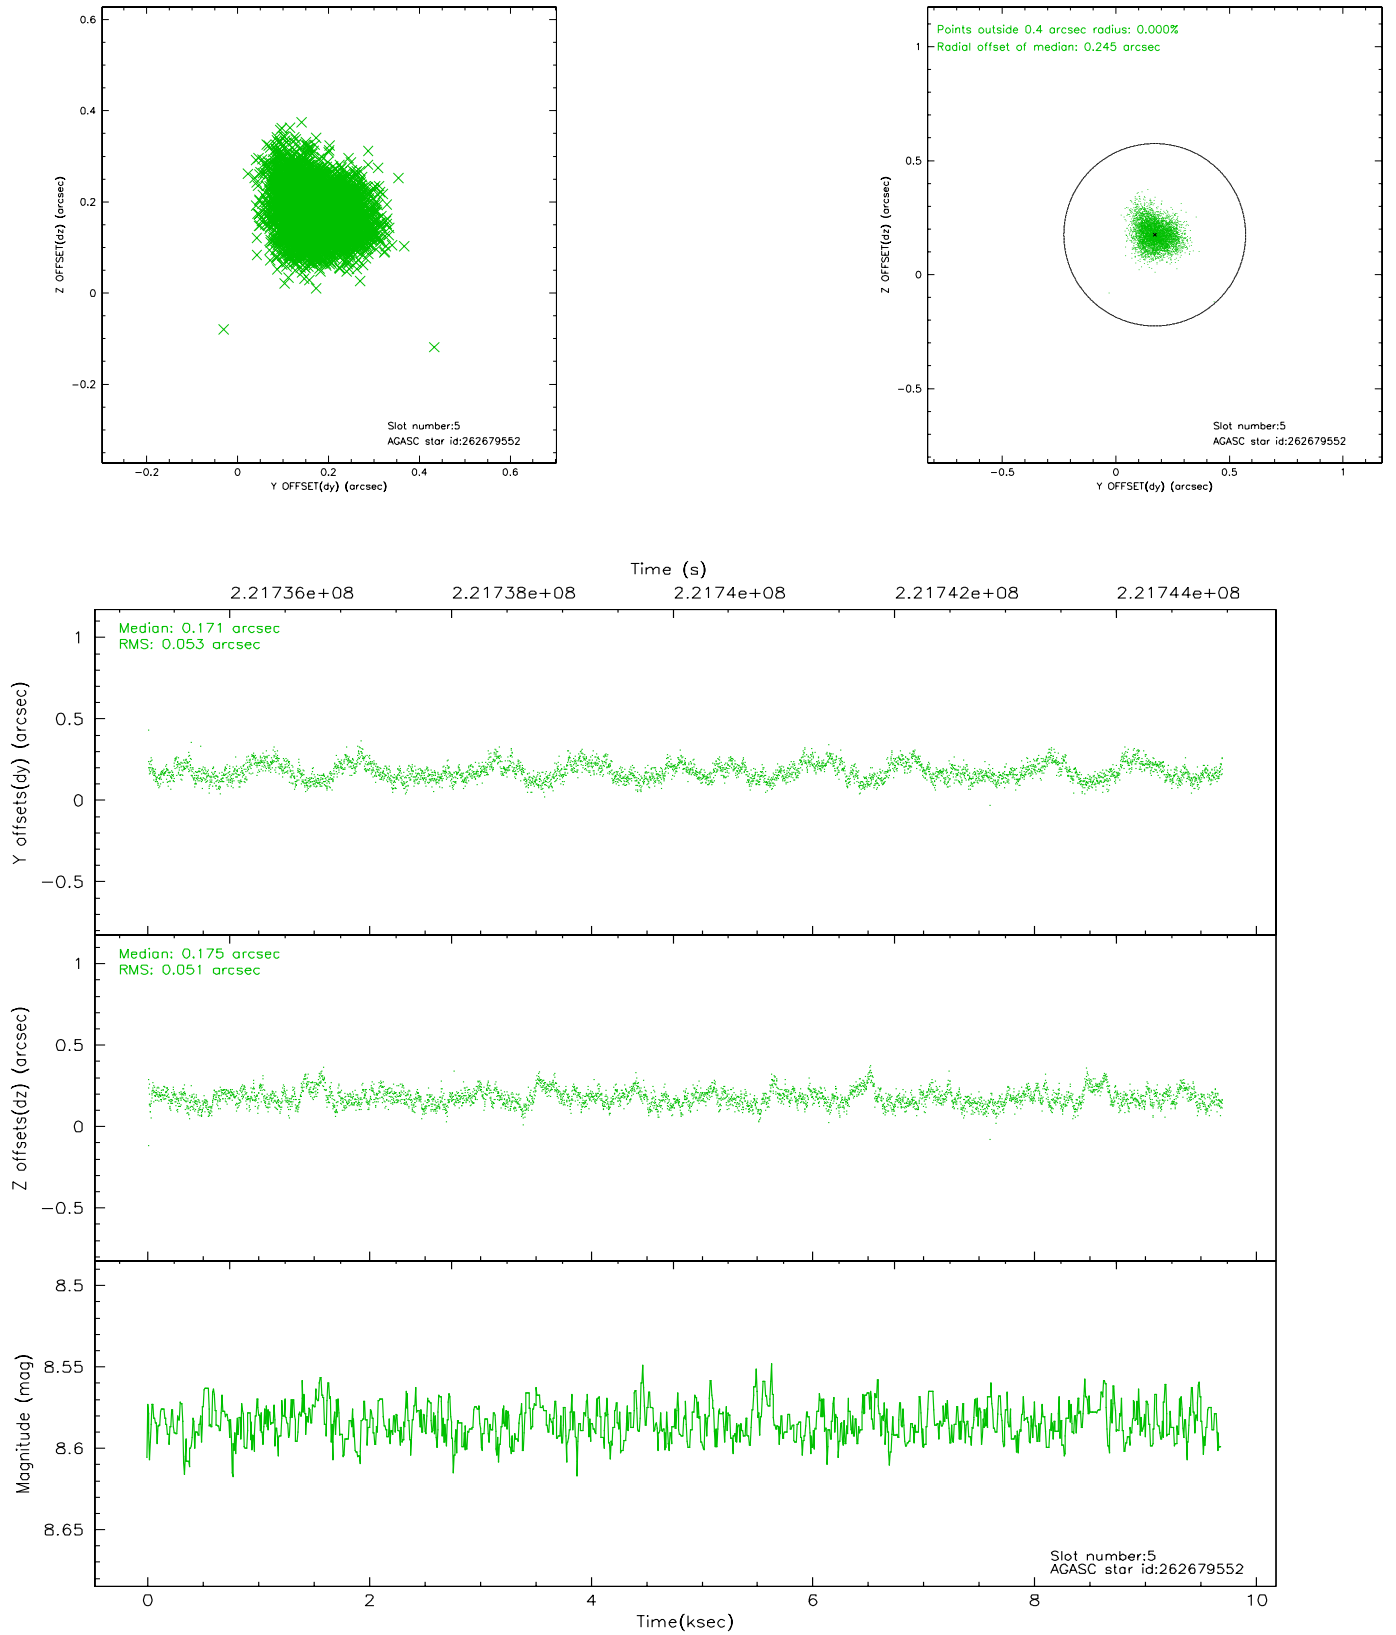 0.6
0.4
0.2
0
−0.2
Z OFFSET(dz) (arcsec)
Slot number:5
AGASC star id:262679552
−0.2 0 0.2 0.4 0.6
Y OFFSET(dy) (arcsec)
Points outside 0.4 arcsec radius: 0.000%
Radial offset of median: 0.245 arcsec
1
0.5
0
−0.5
Z OFFSET(dz) (arcsec)
Slot number:5
AGASC star id:262679552
−0.5 0 0.5 1
Y OFFSET(dy) (arcsec)
Time (s)
2.21736e+08 2.21738e+08 2.2174e+08 2.21742e+08 2.21744e+08
Median: 0.171 arcsec
RMS: 0.053 arcsec
1
0.5
0
−0.5
Y offsets(dy) (arcsec)
Median: 0.175 arcsec
RMS: 0.051 arcsec
1
0.5
0
−0.5
Z offsets(dz) (arcsec)
8.5
8.55
8.6
8.65
Magnitude (mag)
Slot number:5
AGASC star id:262679552
0 2 4 6 8 10
Time(ksec)